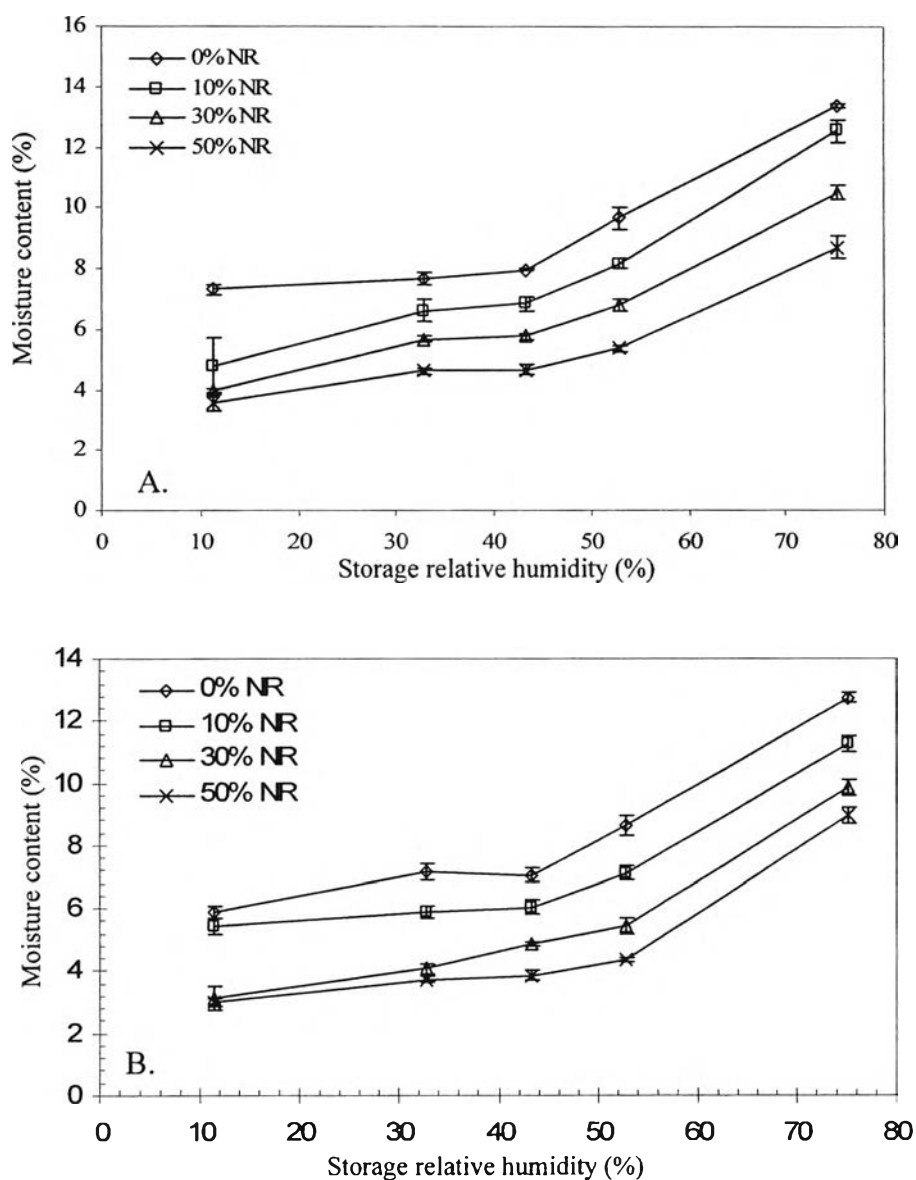 16
14
12
10
8
6
4
2
0
Moisture content (%)
0% NR
10% NR
30% NR
50% NR
A.
0 10 20 30 40 50 60 70 80
Storage relative humidity (%)
14
12
10
8
6
4
2
0
Moisture content (%)
0% NR
10% NR
30% NR
50% NR
B.
0 10 20 30 40 50 60 70 80
Storage relative humidity (%)